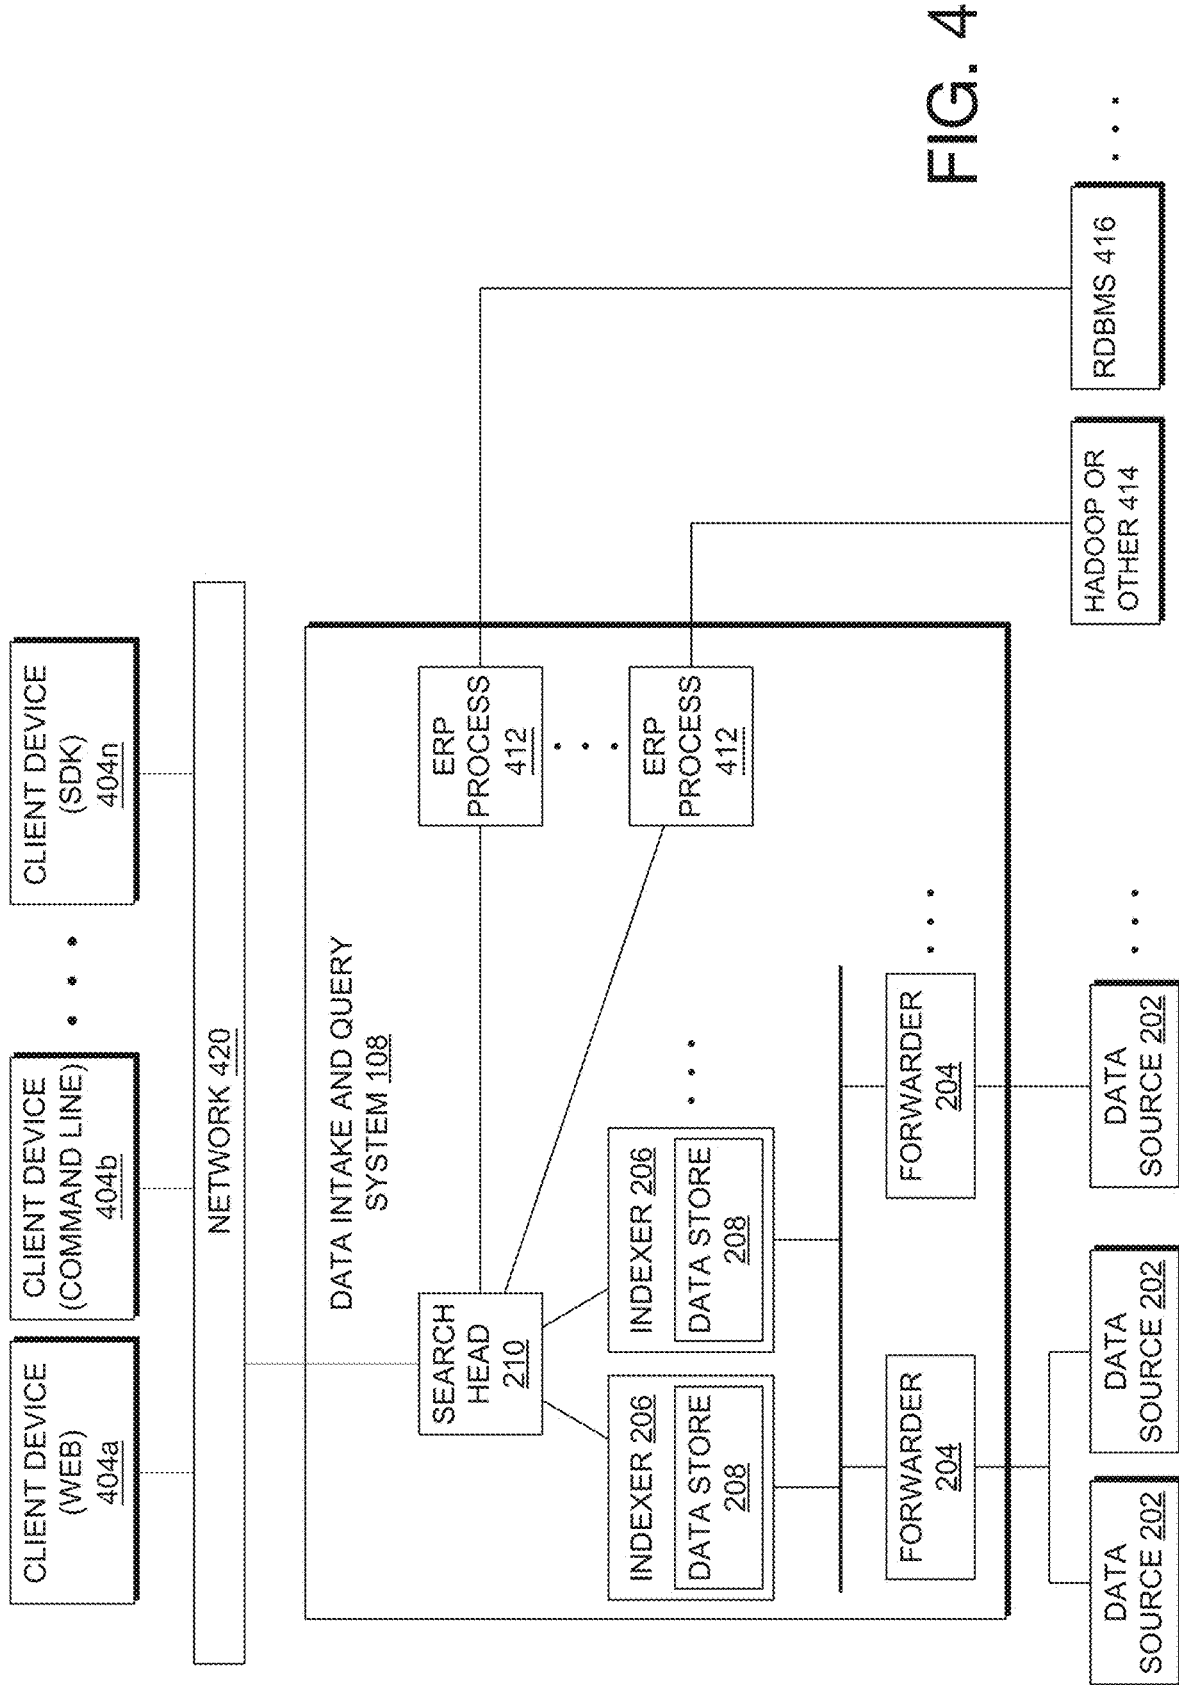 CLIENT DEVICE
(WEB)
404a
CLIENT DEVICE
(COMMAND LINE)
404b
CLIENT DEVICE
(SDK)
404n
NETWORK 420
DATA INTAKE AND QUERY
SYSTEM 108
SEARCH
HEAD
210
ERP
PROCESS
412
ERP
PROCESS
412
INDEXER 206
DATA STORE
208
INDEXER 206
DATA STORE
208
FORWARDER
204
FORWARDER
204
DATA
SOURCE 202
DATA
SOURCE 202
DATA
SOURCE 202
HADOOP OR
OTHER 414
RDBMS 416
FIG. 4